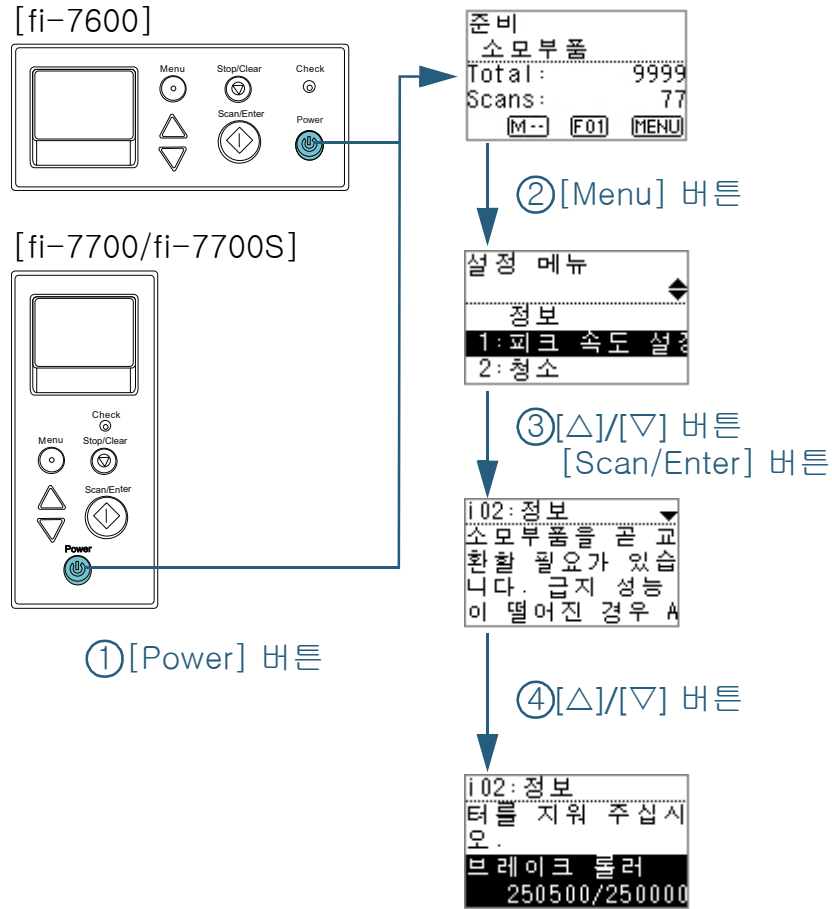 [fi-7600]
Menu
Stop/Clear
Check
Scan/Enter
Power
준비
소모부품
Total: 9999
Scans: 77
M-- F01 MENU
②[Menu] 버튼
[fi-7700/fi-7700S]
Check
Menu
Stop/Clear
Scan/Enter
Power
①[Power] 버튼
설정 메뉴
정보
1:피크 속도 설정
2:청소
③[△]/[▽] 버튼
[Scan/Enter] 버튼
i02:정보
소모부품을 곧 교
환할 필요가 있습
니다. 급지 성능
이 떨어진 경우 A
④[△]/[▽] 버튼
i02:정보
터를 지워 주십시
오.
브레이크 롤러
250500/250000